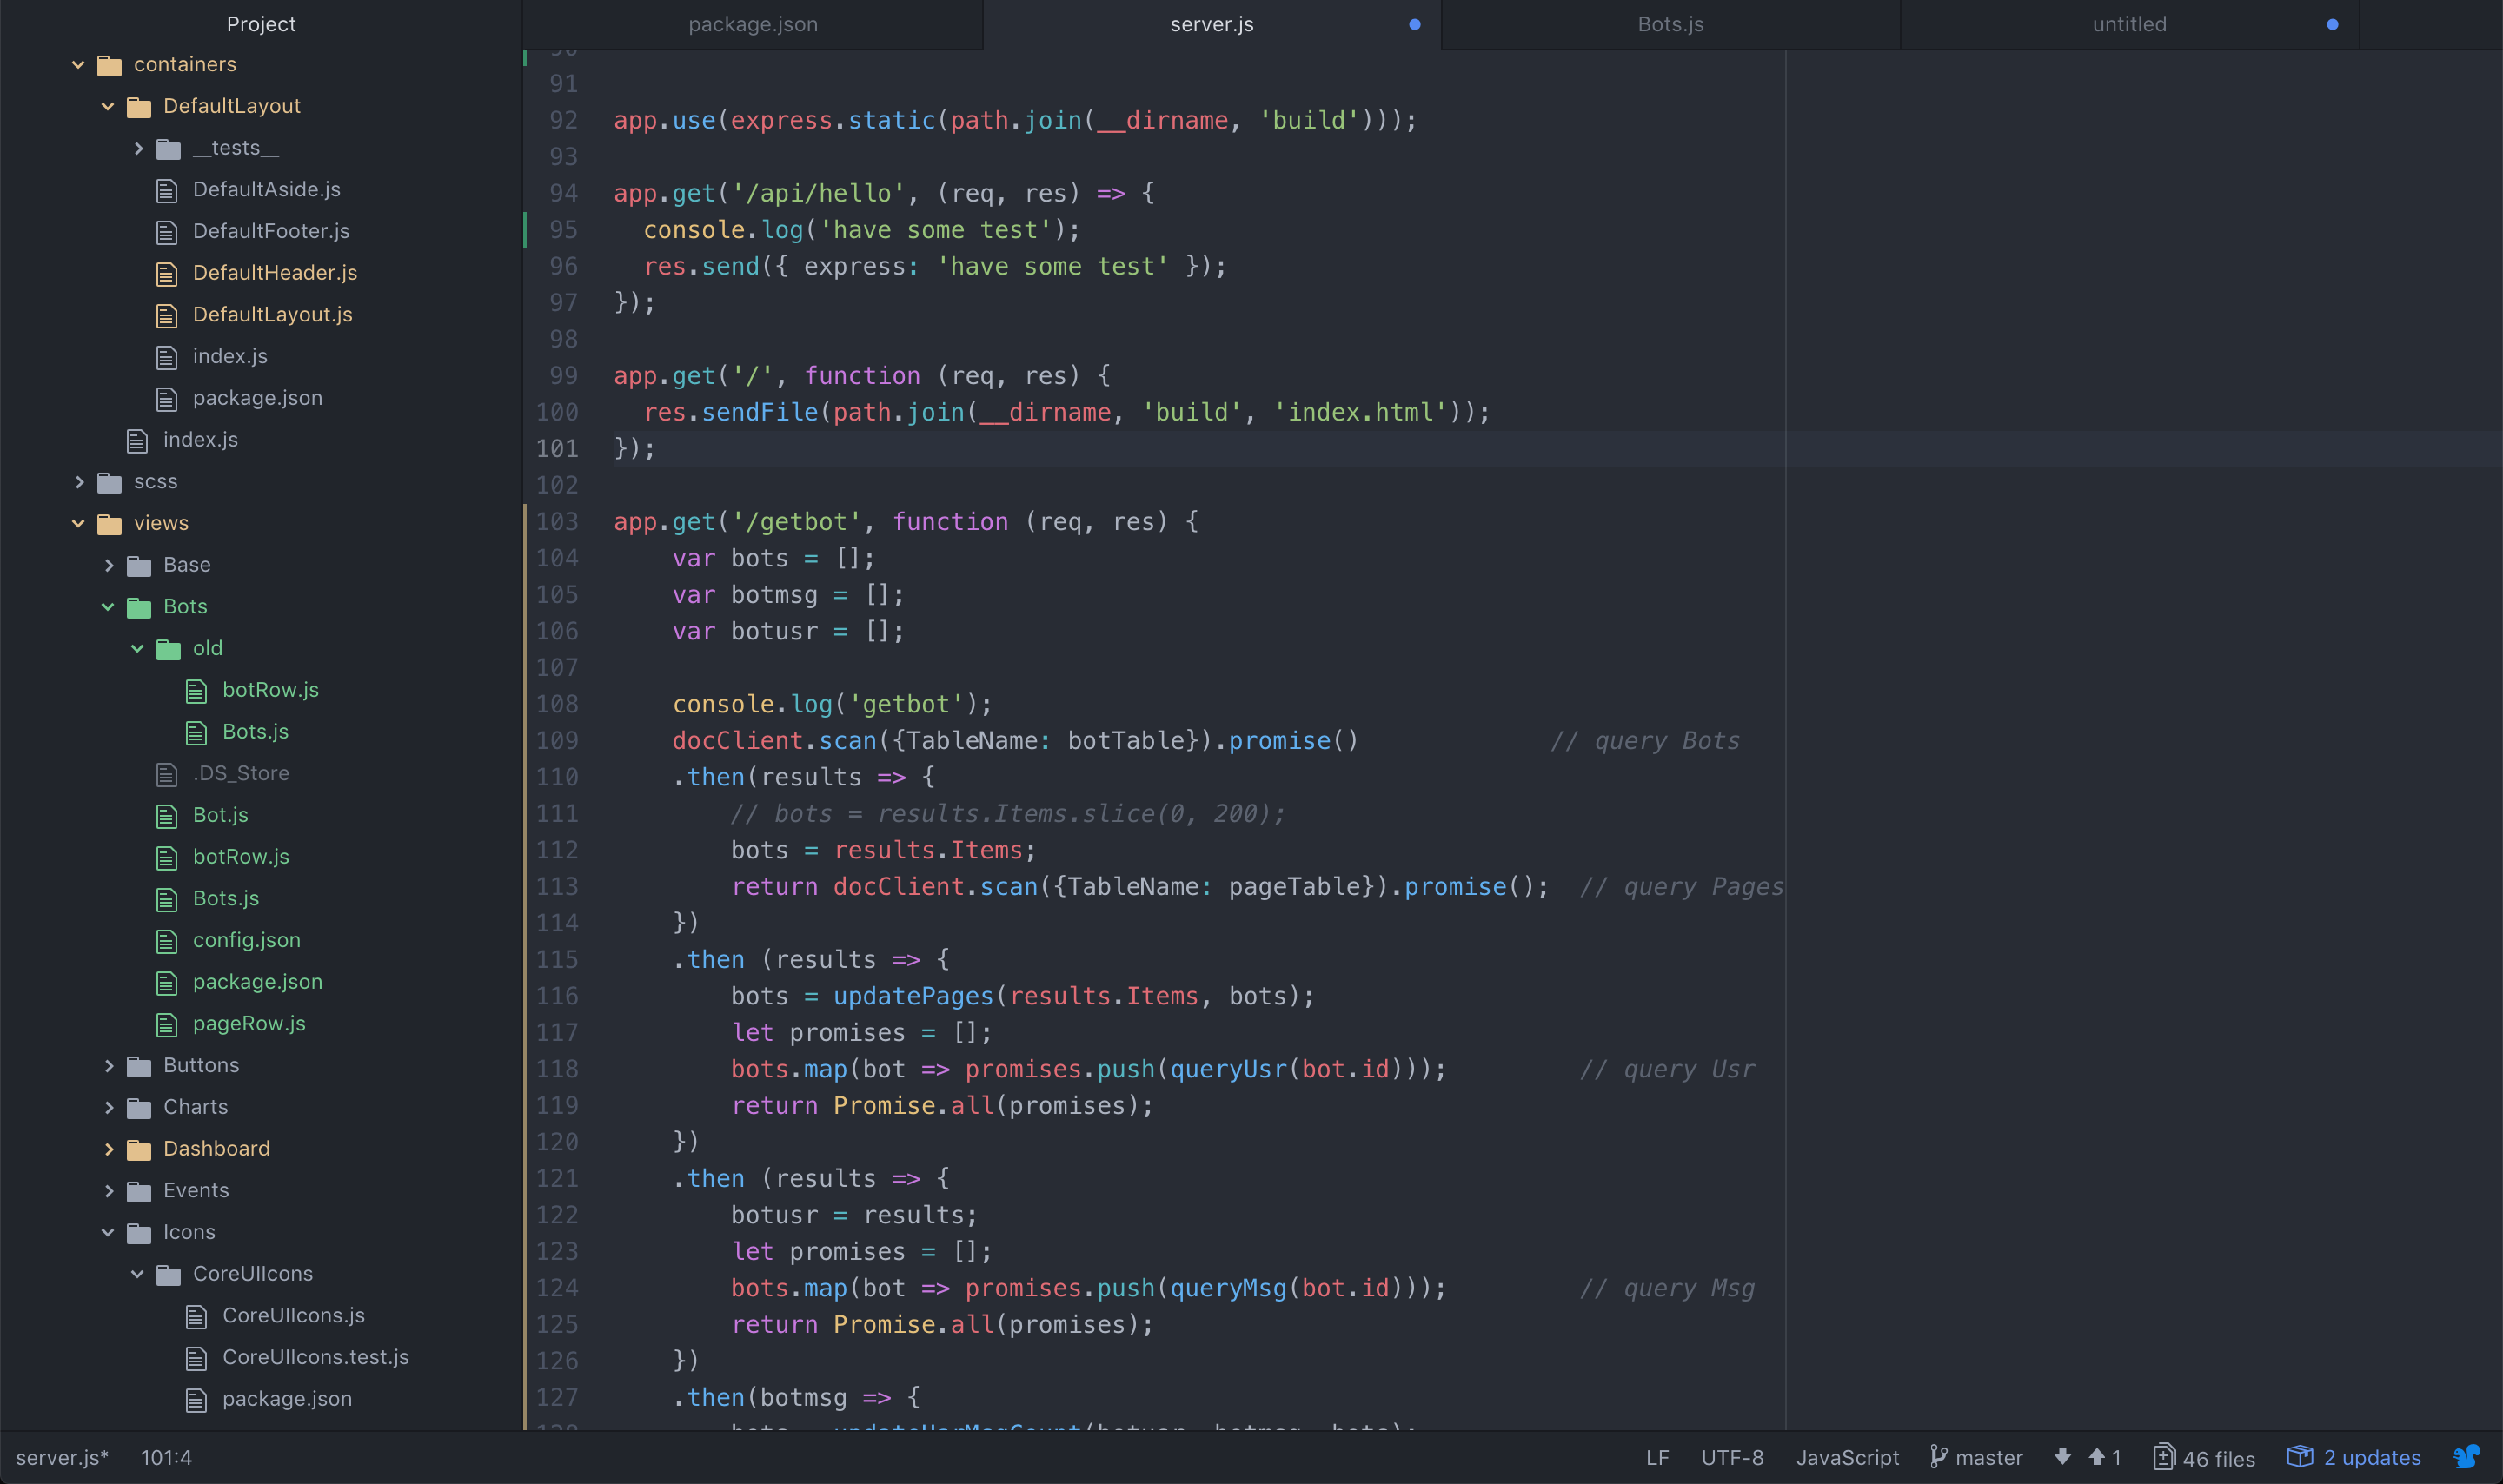 Project
package.json
server.js
Bots.js
untitled
containers
DefaultLayout
__tests__
DefaultAside.js
DefaultFooter.js
DefaultHeader.js
DefaultLayout.js
index.js
package.json
index.js
scss
views
Base
Bots
old
botRow.js
Bots.js
.DS_Store
Bot.js
botRow.js
Bots.js
config.json
package.json
pageRow.js
Buttons
Charts
Dashboard
Events
Icons
CoreUIIcons
CoreUIIcons.js
CoreUIIcons.test.js
package.json
90
91
92 app.use(express.static(path.join(__dirname, 'build')));
93
94 app.get('/api/hello', (req, res) => {
95   console.log('have some test');
96   res.send({ express: 'have some test' });
97 });
98
99 app.get('/', function (req, res) {
100   res.sendFile(path.join(__dirname, 'build', 'index.html'));
101 });
102
103 app.get('/getbot', function (req, res) {
104     var bots = [];
105     var botmsg = [];
106     var botusr = [];
107
108     console.log('getbot');
109     docClient.scan({TableName: botTable}).promise()             // query Bots
110     .then(results => {
111         // bots = results.Items.slice(0, 200);
112         bots = results.Items;
113         return docClient.scan({TableName: pageTable}).promise();  // query Pages
114     })
115     .then (results => {
116         bots = updatePages(results.Items, bots);
117         let promises = [];
118         bots.map(bot => promises.push(queryUsr(bot.id)));         // query Usr
119         return Promise.all(promises);
120     })
121     .then (results => {
122         botusr = results;
123         let promises = [];
124         bots.map(bot => promises.push(queryMsg(bot.id)));         // query Msg
125         return Promise.all(promises);
126     })
127     .then(botmsg => {
128         bots = updateUsrMsgCount(botusr, botmsg, bots);
server.js* 101:4
LF UTF-8 JavaScript master 1 46 files 2 updates